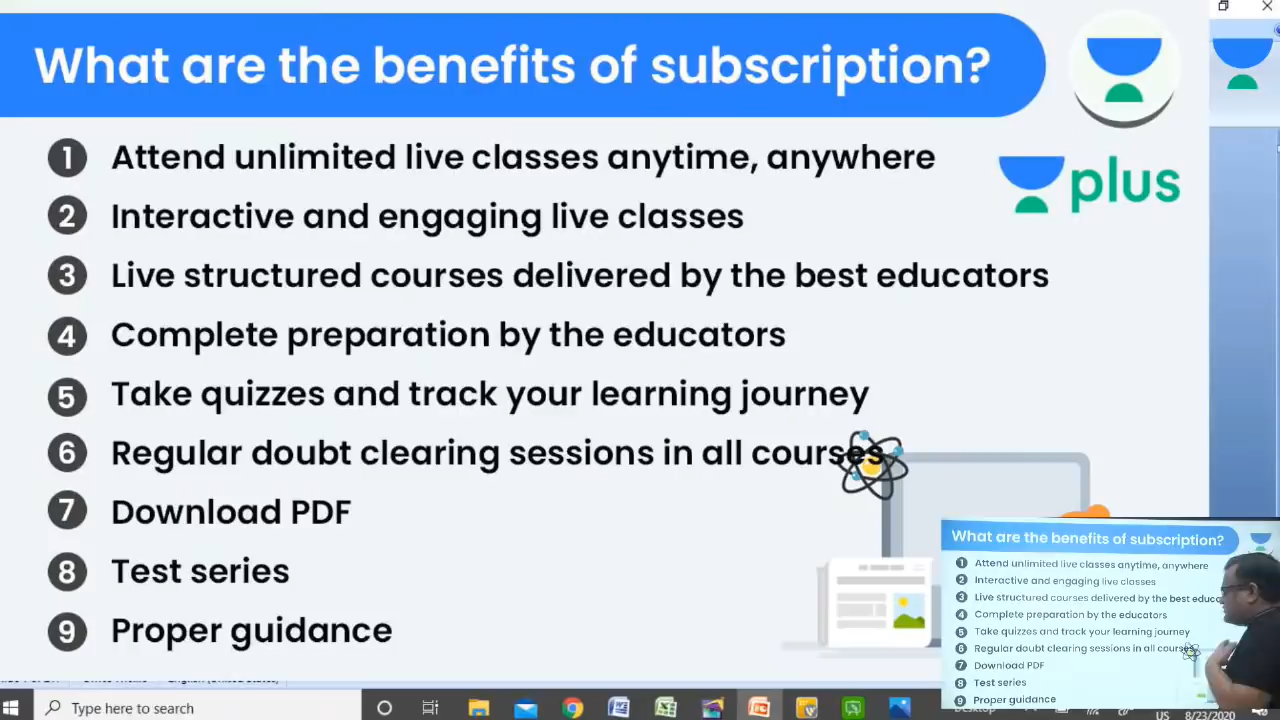 What are the benefits of subscription?
plus
1 Attend unlimited live classes anytime, anywhere
2 Interactive and engaging live classes
3 Live structured courses delivered by the best educators
4 Complete preparation by the educators
5 Take quizzes and track your learning journey
6 Regular doubt clearing sessions in all courses
7 Download PDF
8 Test series
9 Proper guidance
What are the benefits of subscription?
1 Attend unlimited live classes anytime, anywhere
2 Interactive and engaging live classes
3 Live structured courses delivered by the best educa
4 Complete preparation by the educators
5 Take quizzes and track your learning journey
6 Regular doubt clearing sessions in all courses
7 Download PDF
8 Test series
9 Proper guidance
Type here to search
Desktop
US 8/23/2020